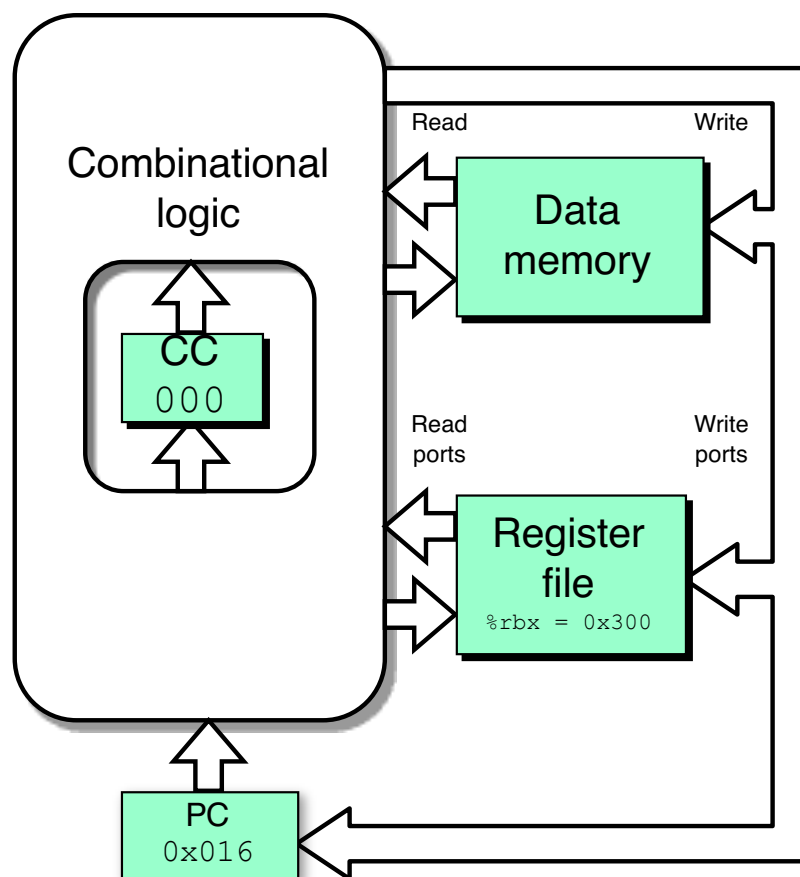 Combinational
logic
CC
000
Read
Write
Data
memory
Read
ports
Write
ports
Register
file
%rbx = 0x300
PC
0x016